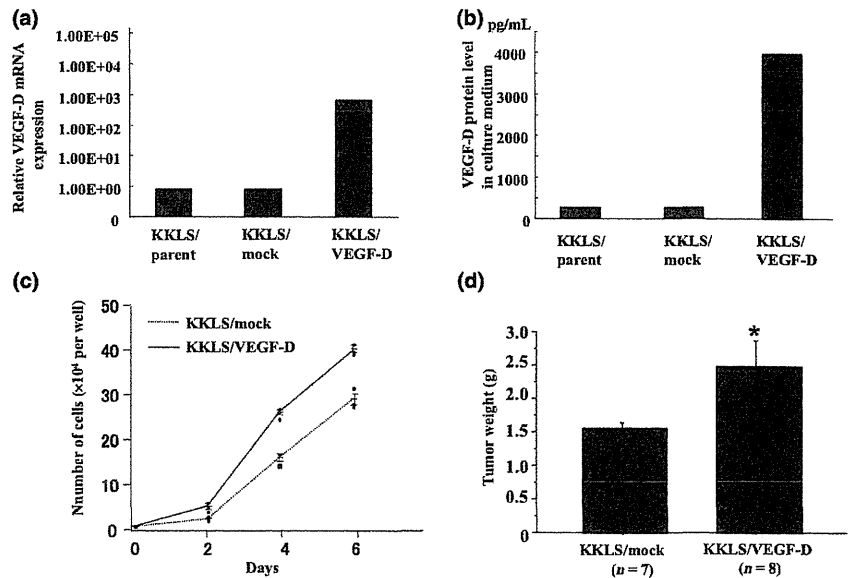 (a)
1.00E+05
1.00E+04
1.00E+03
1.00E+02
1.00E+01
1.00E+00
0
Relative VEGF-D mRNA
expression
KKLS/
parent
KKLS/
mock
KKLS/
VEGF-D
(b)
pg/mL
4000
3000
2000
1000
0
VEGF-D protein level
in culture medium
KKLS/
parent
KKLS/
mock
KKLS/
VEGF-D
(c)
50
40
30
20
10
0
Nnumber of cells (×10⁴ per well)
KKLS/mock
KKLS/VEGF-D
0
2
4
6
Days
(d)
3.0
2.5
2.0
1.5
1.0
0.5
0
Tumor weight (g)
*
KKLS/mock
(n = 7)
KKLS/VEGF-D
(n = 8)